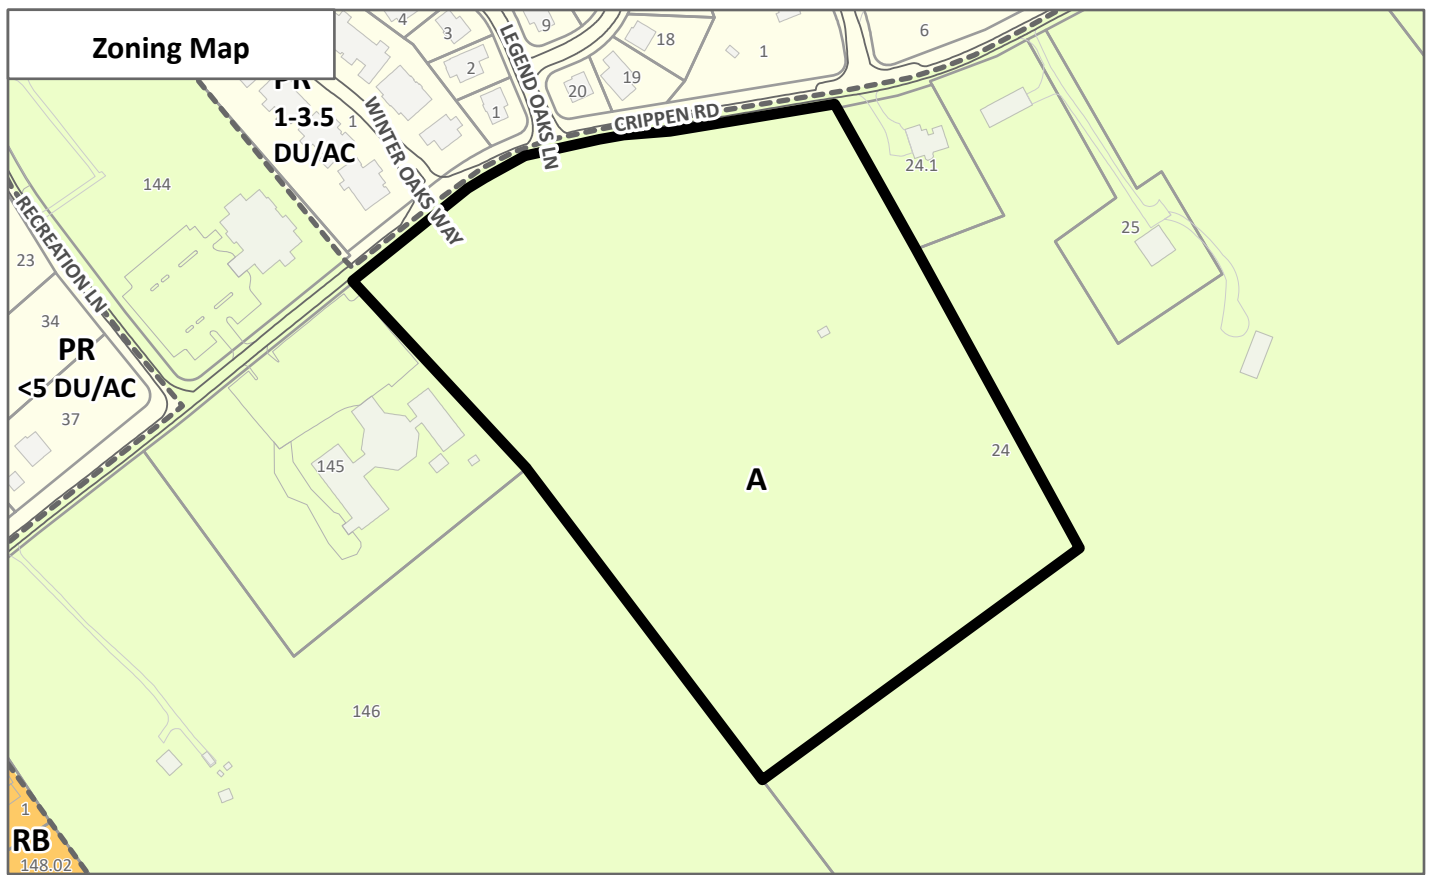 Zoning Map
4
3
9
2
1
18
19
20
1
6
LEGEND OAKS LN
CRIPPEN RD
WINTER OAKS WAY
PR
1-3.5
DU/AC
1
144
24.1
25
RECREATION LN
23
34
PR
<5 DU/AC
37
145
24
A
146
1
RB
148.02